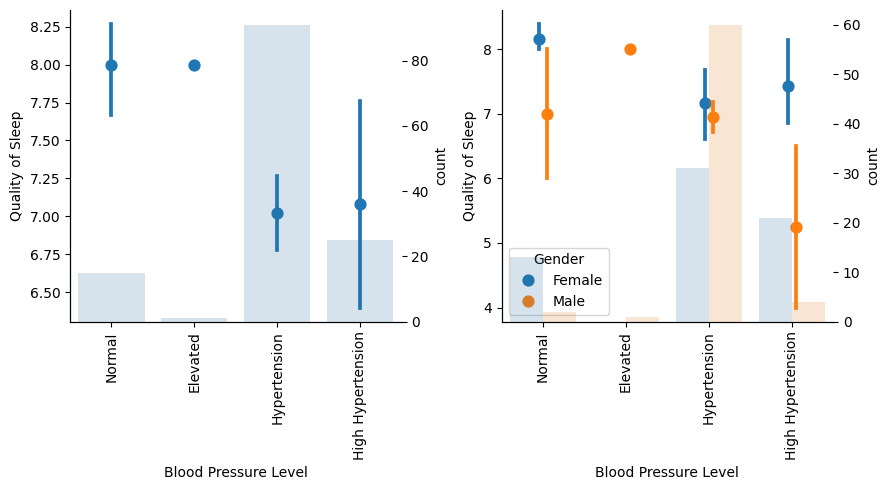 8.25
8.00
7.75
7.50
7.25
7.00
6.75
6.50
Quality of Sleep
80
60
40
20
0
count
Normal
Elevated
Hypertension
High Hypertension
Blood Pressure Level
8
7
6
5
4
Quality of Sleep
60
50
40
30
20
10
0
count
Gender
Female
Male
Normal
Elevated
Hypertension
High Hypertension
Blood Pressure Level